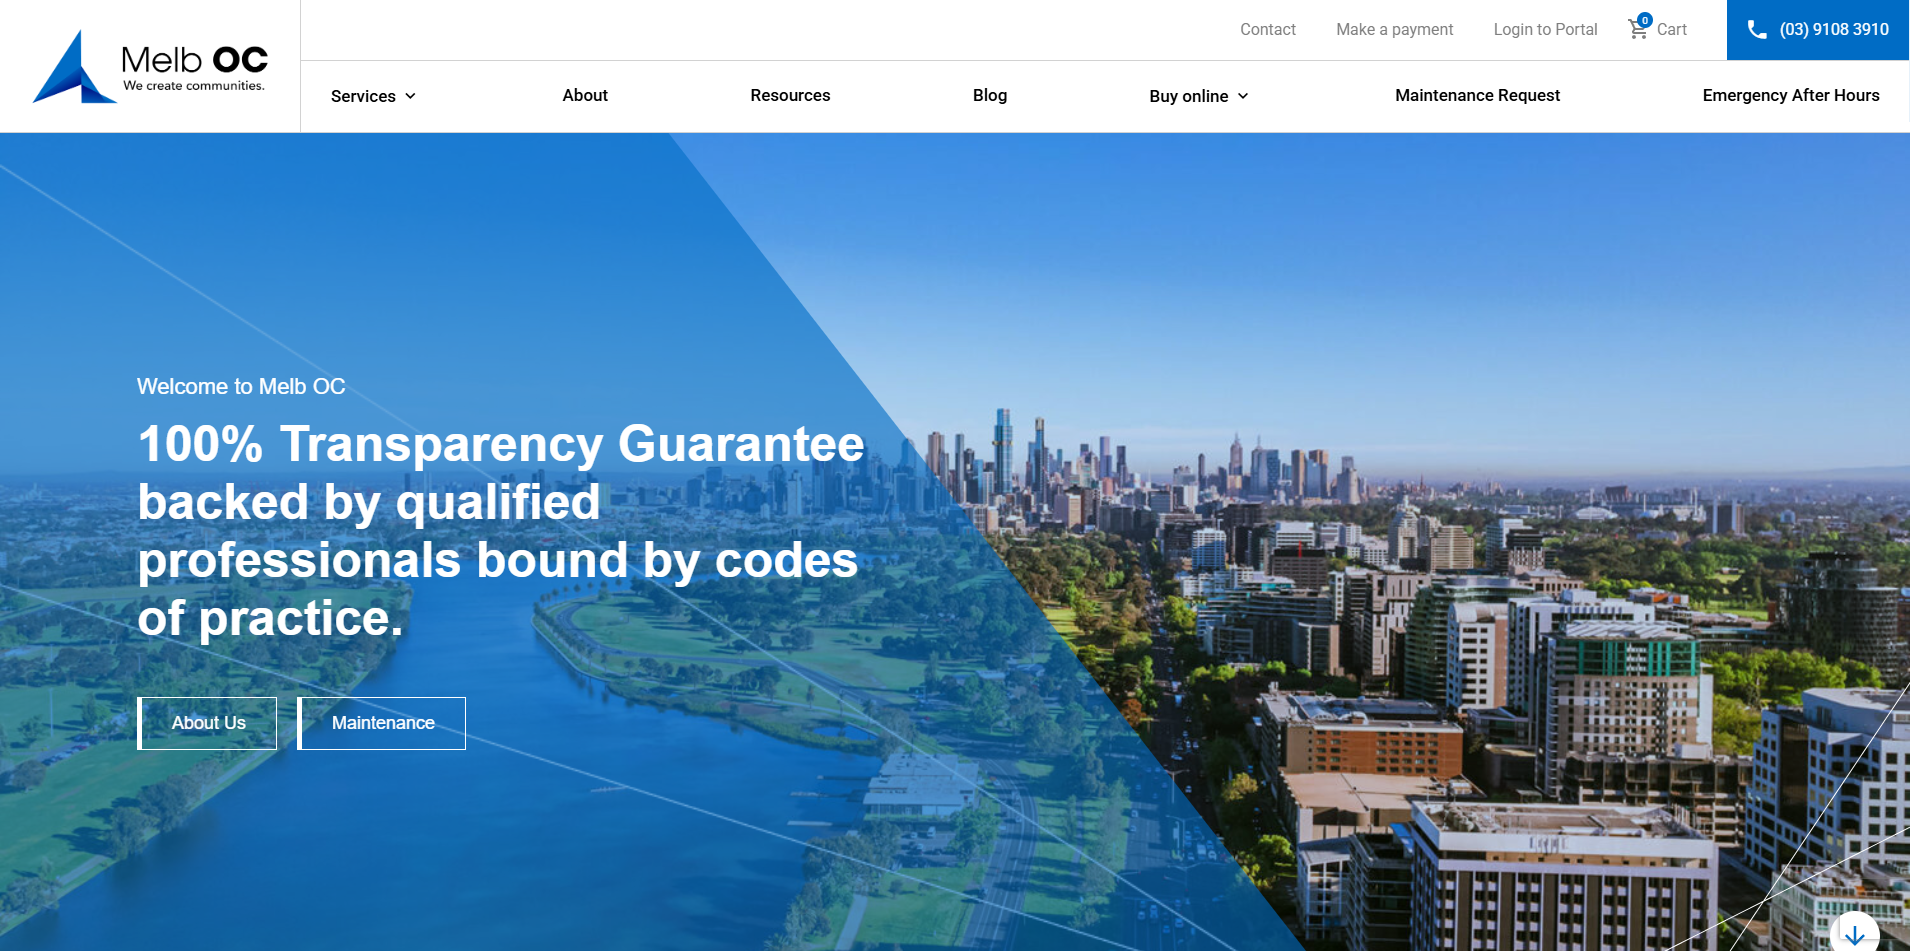 Contact
Make a payment
Login to Portal
0
Cart
(03) 9108 3910
Melb OC
We create communities.
Services
About
Resources
Blog
Buy online
Maintenance Request
Emergency After Hours
Welcome to Melb OC
100% Transparency Guarantee
backed by qualified
professionals bound by codes
of practice.
About Us
Maintenance